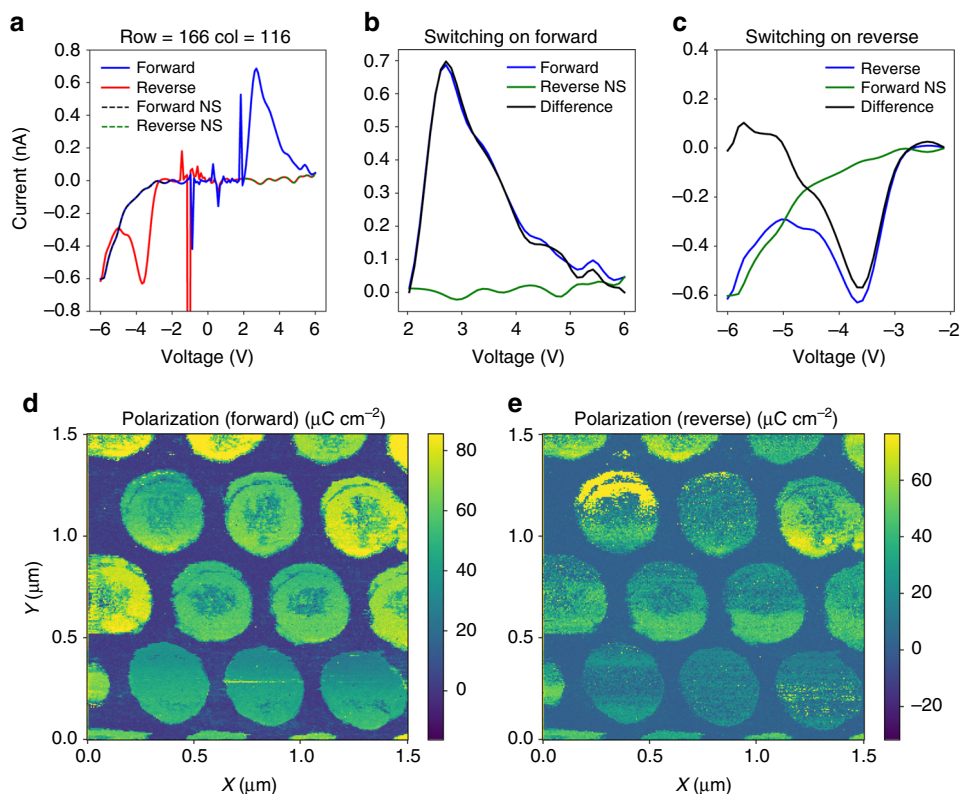 a
Row = 166 col = 116
Current (nA)
0.8
0.6
0.4
0.2
0.0
−0.2
−0.4
−0.6
−0.8
Forward
Reverse
Forward NS
Reverse NS
−6 −4 −2 0 2 4 6
Voltage (V)
b
Switching on forward
0.7
0.5
0.4
0.3
0.2
0.1
0.0
Forward
Reverse NS
Difference
2 3 4 5 6
Voltage (V)
c
Switching on reverse
0.4
0.2
0.0
−0.2
−0.4
−0.6
Reverse
Forward NS
Difference
−6 −5 −4 −3 −2
Voltage (V)
d
Polarization (forward) (μC cm−2)
Y (μm)
1.5
1.0
0.5
0.0
0.0 0.5 1.0 1.5
X (μm)
80
60
40
20
0
e
Polarization (reverse) (μC cm−2)
1.5
1.0
0.5
0.0
0.0 0.5 1.0 1.5
X (μm)
60
40
20
0
−20